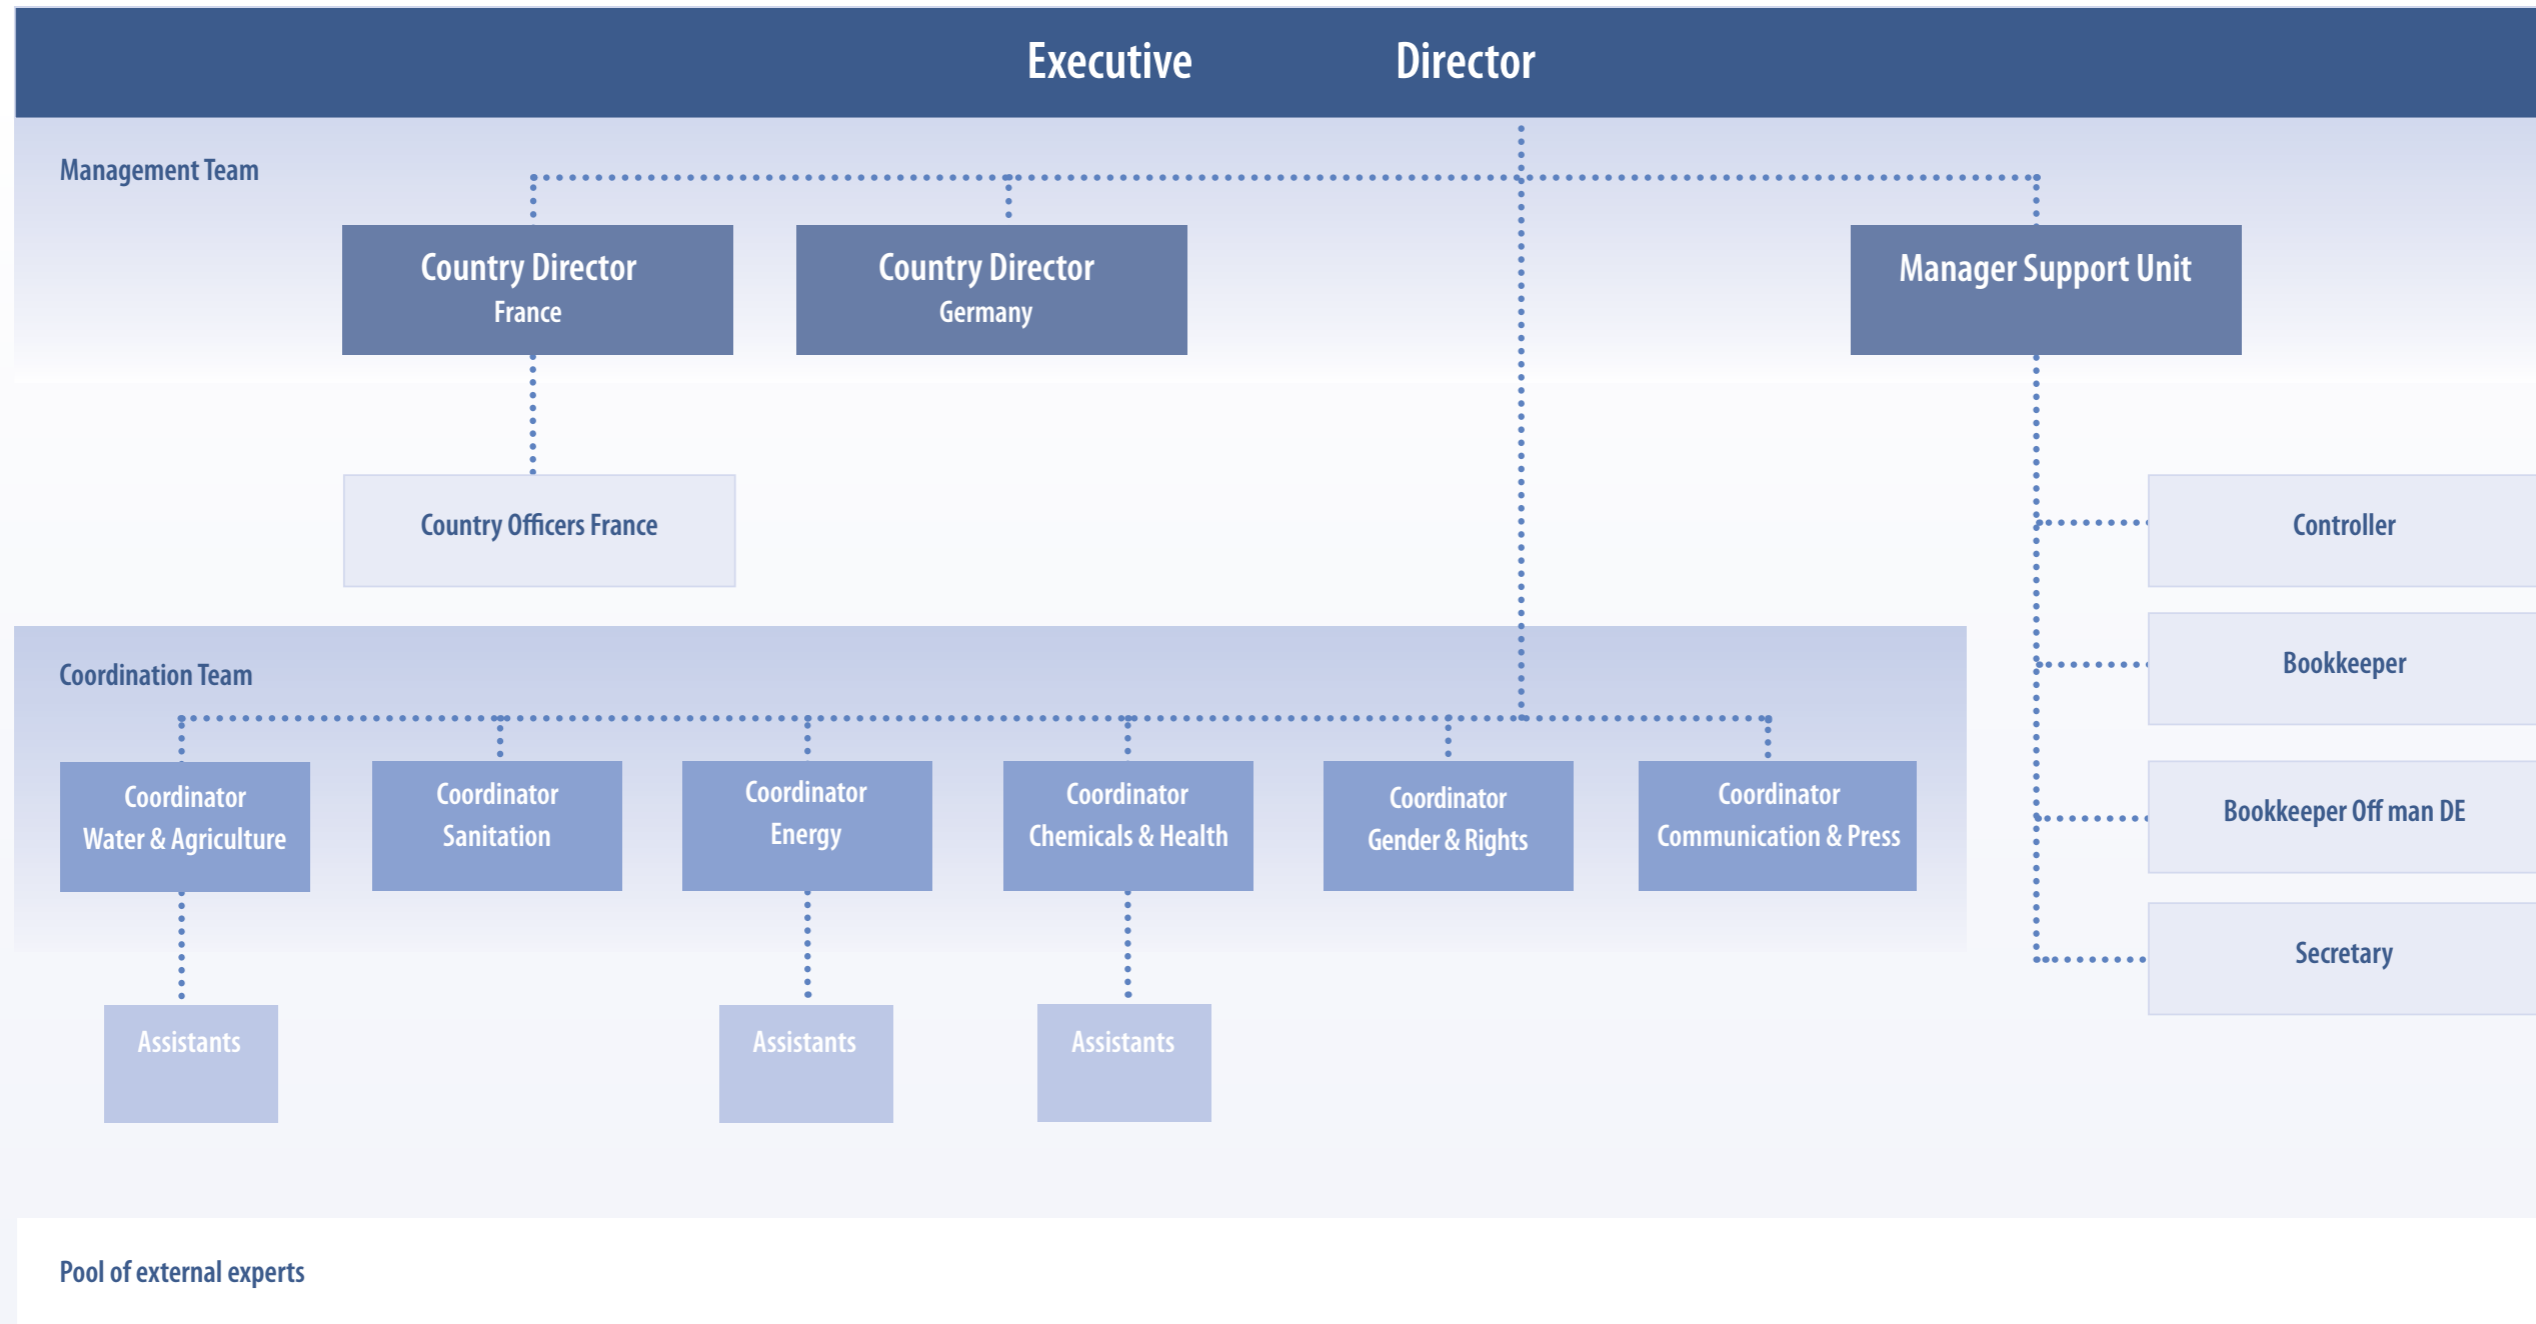 Executive Director
Management Team
Country Director
France
Country Director
Germany
Manager Support Unit
Country Officers France
Controller
Bookkeeper
Bookkeeper Off man DE
Secretary
Coordination Team
Coordinator
Water & Agriculture
Coordinator
Sanitation
Coordinator
Energy
Coordinator
Chemicals & Health
Coordinator
Gender & Rights
Coordinator
Communication & Press
Assistants
Assistants
Assistants
Pool of external experts